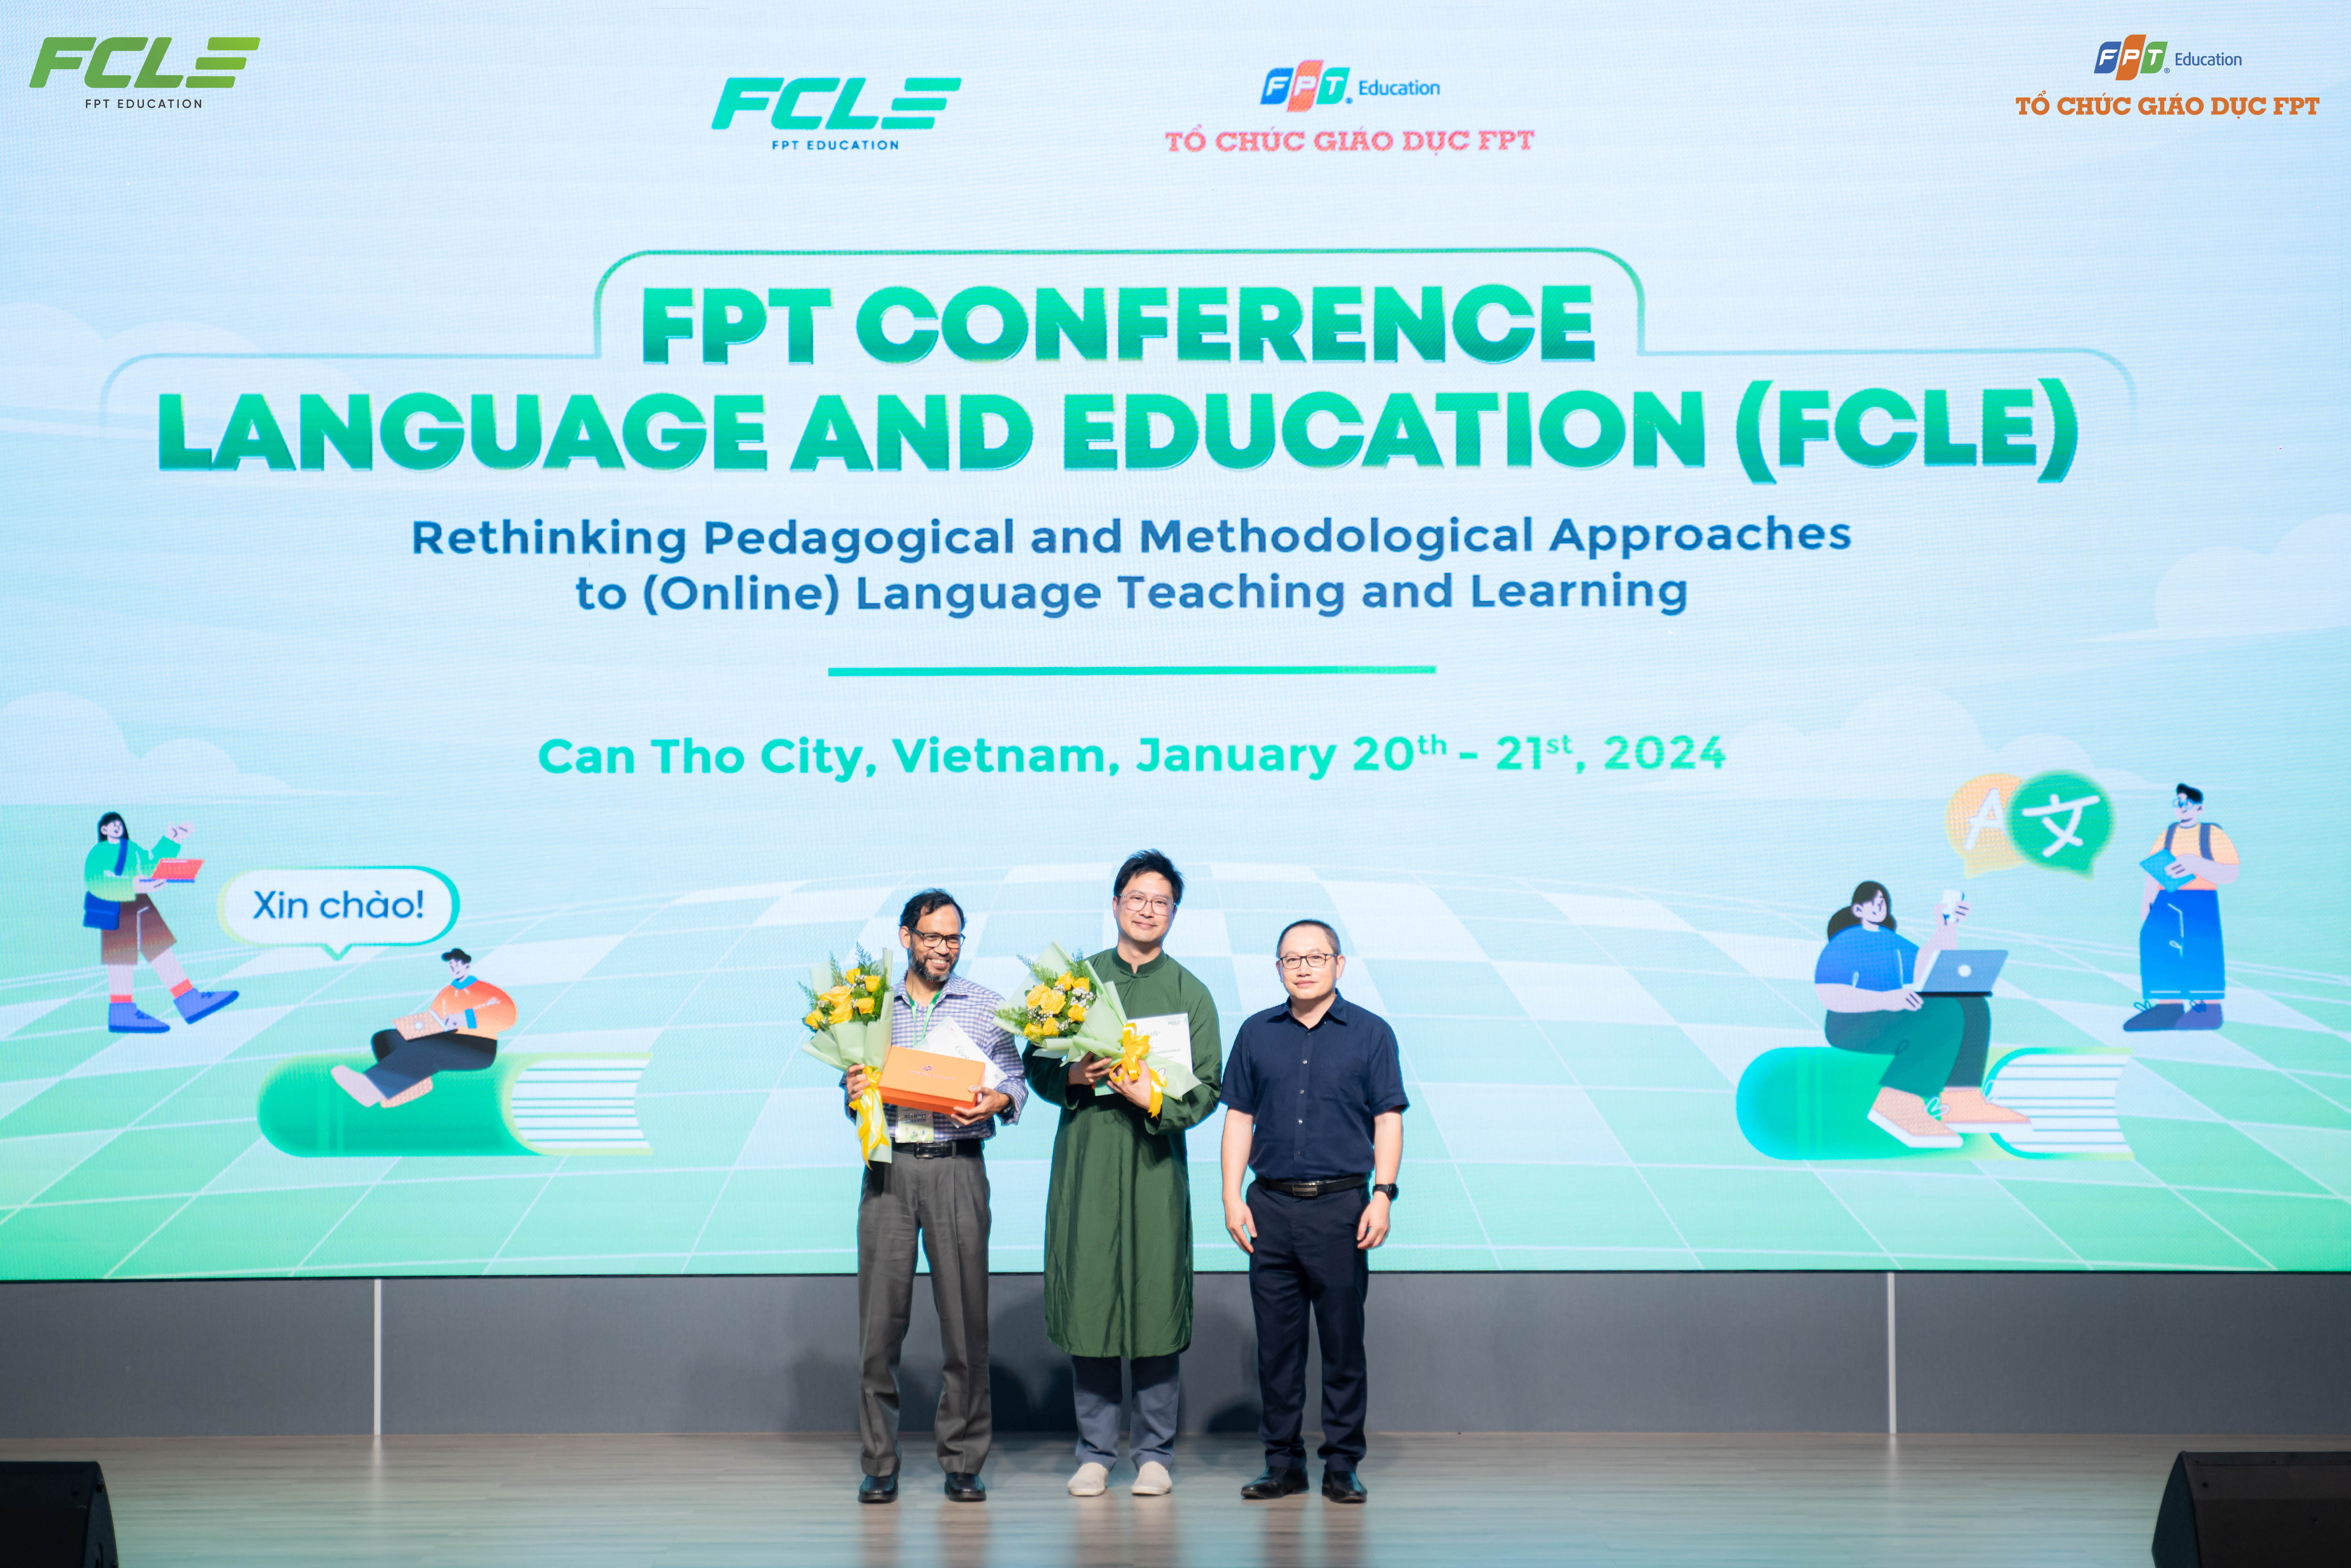 FCLE
FPT EDUCATION
FCLE
FPT EDUCATION
FPT Education
TỔ CHỨC GIÁO DỤC FPT
FPT Education
TỔ CHỨC GIÁO DỤC FPT
FPT CONFERENCE
LANGUAGE AND EDUCATION (FCLE)
Rethinking Pedagogical and Methodological Approaches
to (Online) Language Teaching and Learning
Can Tho City, Vietnam, January 20th - 21st, 2024
Xin chào!
A 文